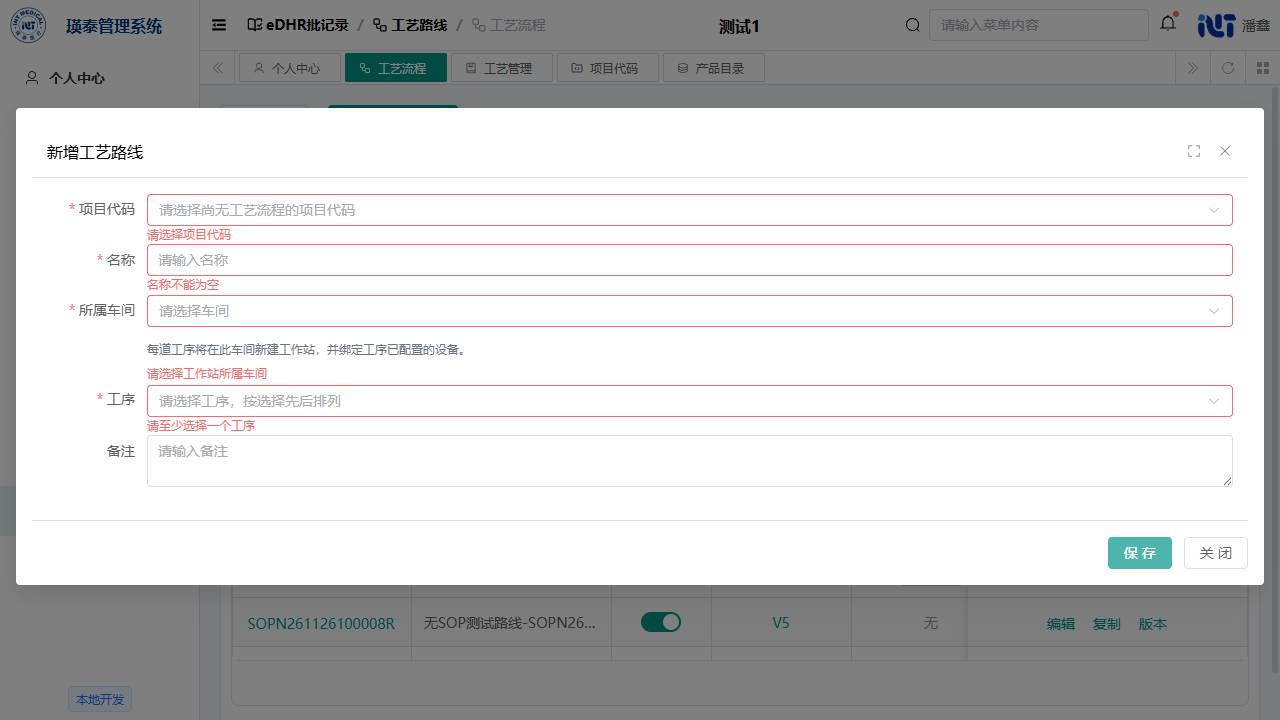 瑛泰管理系统
eDHR批记录 / 工艺路线 / 工艺流程
测试1
请输入菜单内容
潘鑫
个人中心
个人中心
工艺流程
工艺管理
项目代码
产品目录
新增工艺路线
* 项目代码
请选择尚无工艺流程的项目代码
请选择项目代码
* 名称
请输入名称
名称不能为空
* 所属车间
请选择车间
每道工序将在此车间新建工作站，并绑定工序已配置的设备。
请选择工作站所属车间
* 工序
请选择工序，按选择先后排列
请至少选择一个工序
备注
请输入备注
保存
关闭
SOPN261126100008R
无SOP测试路线-SOPN26...
V5
无
编辑
复制
版本
本地开发